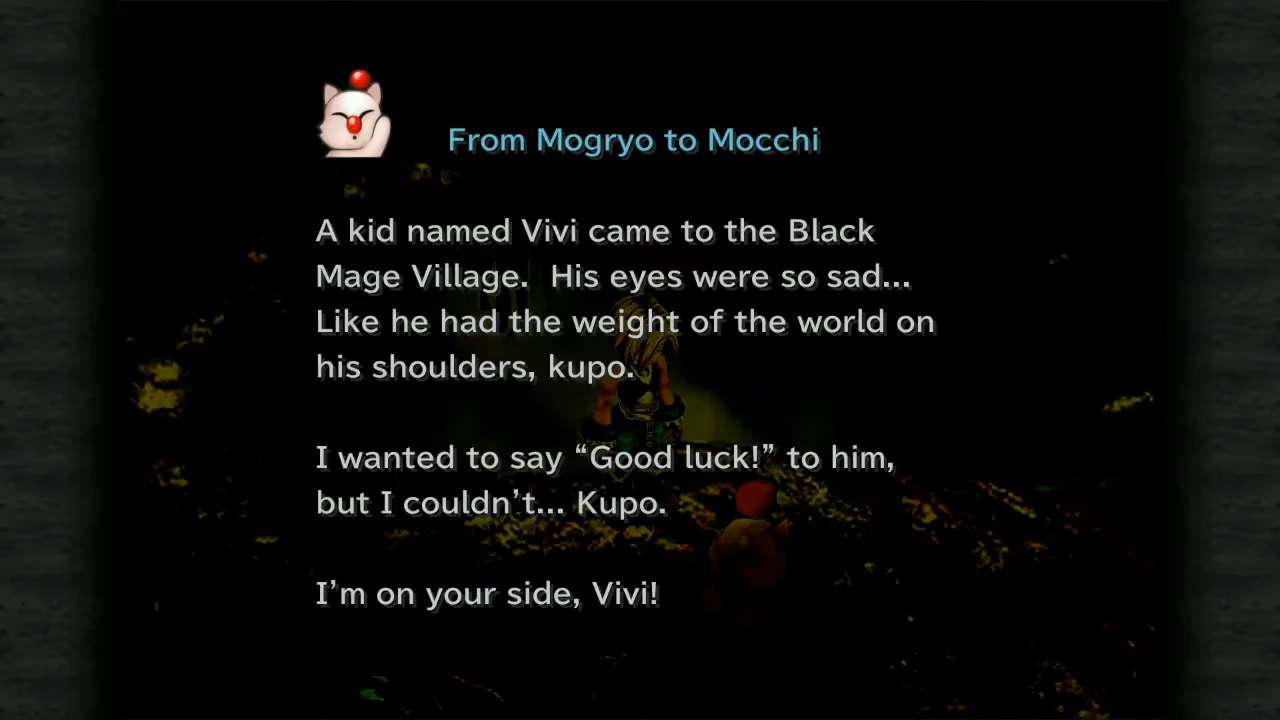 From Mogryo to Mocchi
A kid named Vivi came to the Black
Mage Village.  His eyes were so sad...
Like he had the weight of the world on
his shoulders, kupo.
I wanted to say “Good luck!” to him,
but I couldn’t... Kupo.
I’m on your side, Vivi!